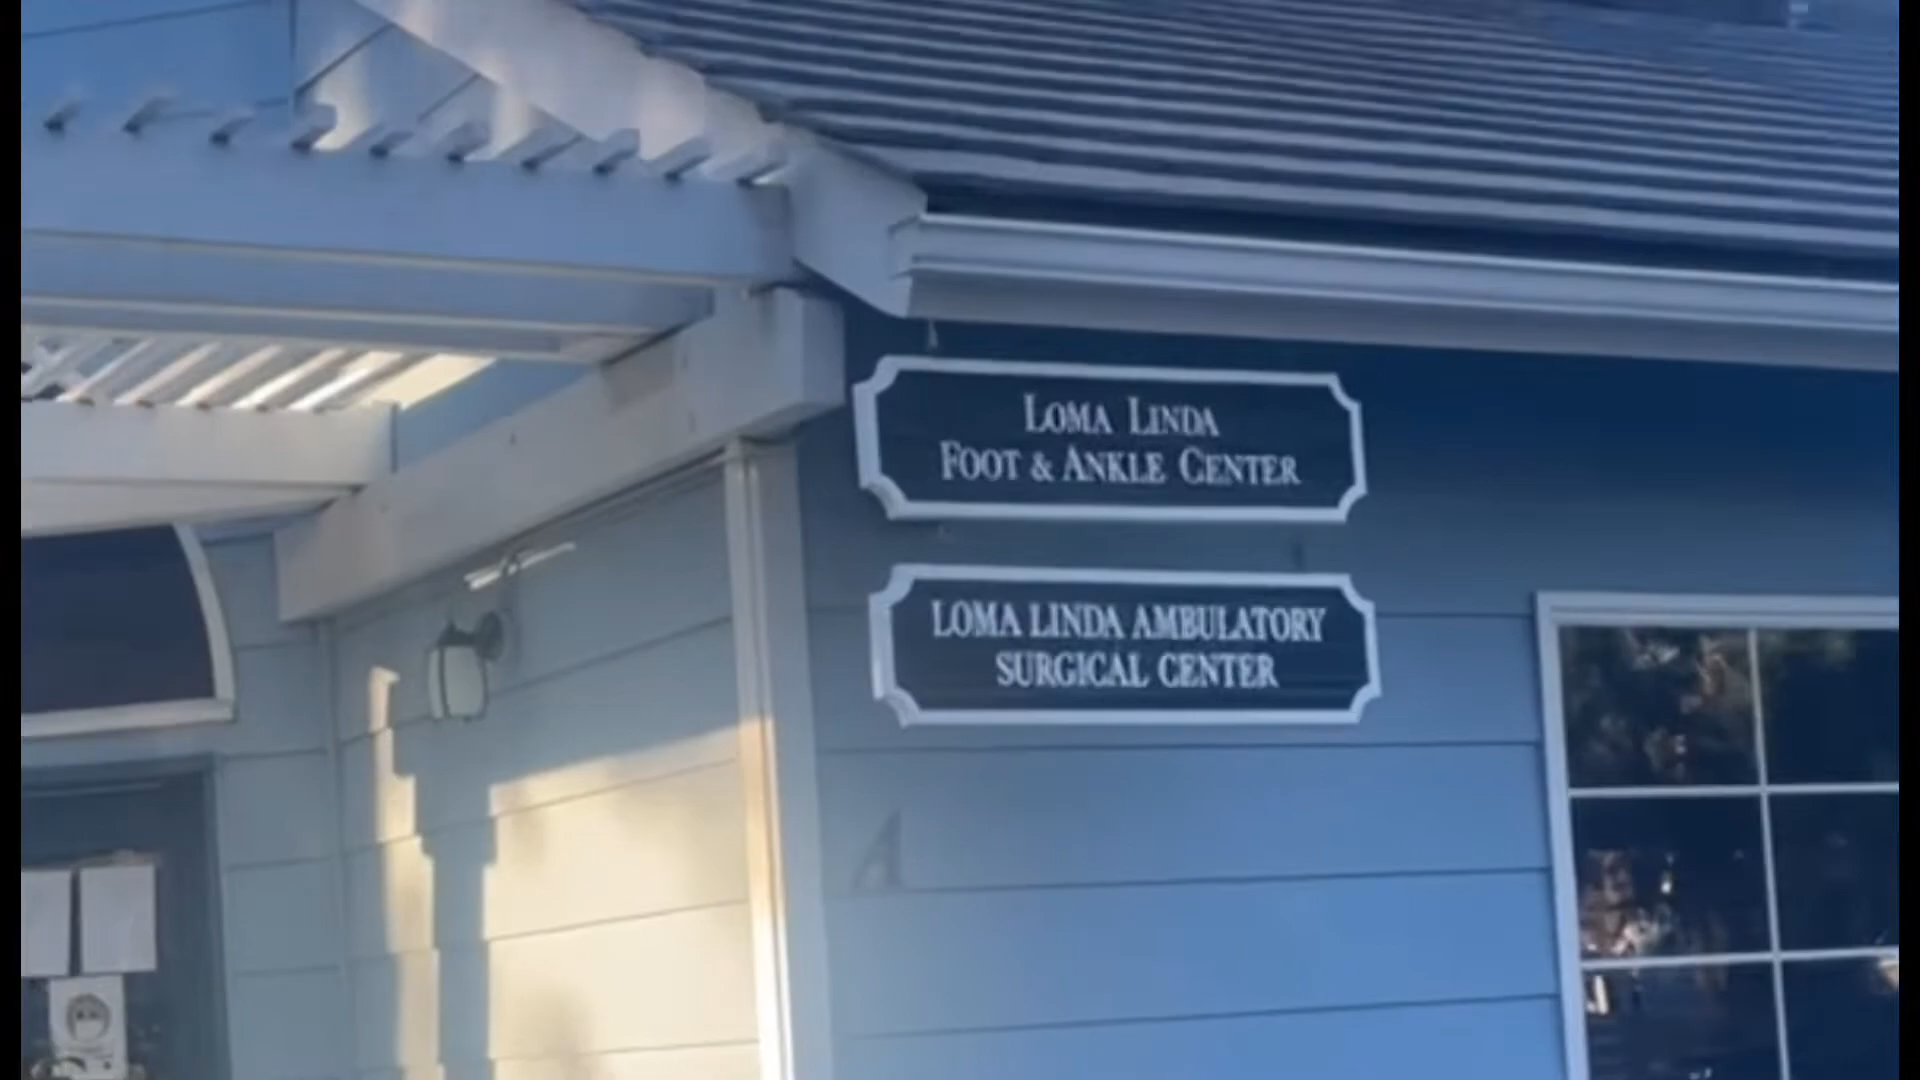 LOMA LINDA
FOOT & ANKLE CENTER
LOMA LINDA AMBULATORY
SURGICAL CENTER
A